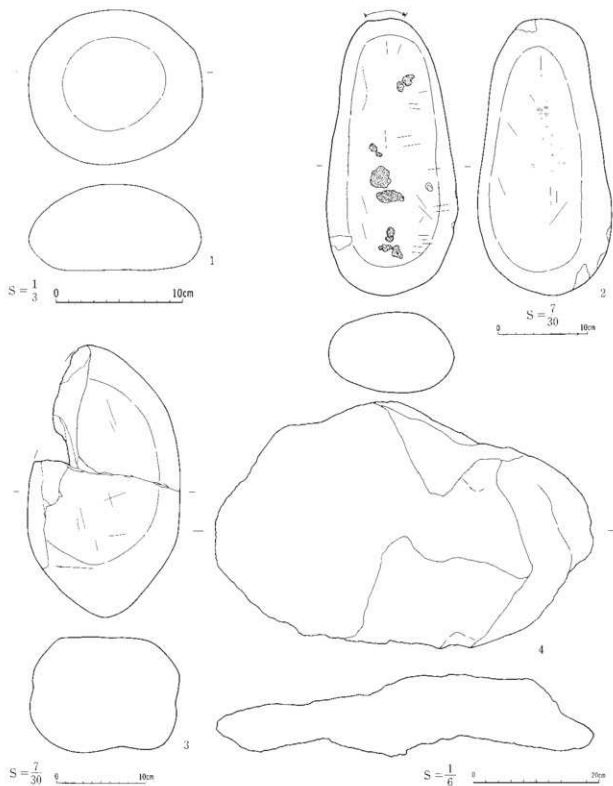 1
S = 1/3
0 10cm
2
S = 7/30
0 10cm
3
S = 7/30
0 10cm
4
S = 1/6
0 20cm